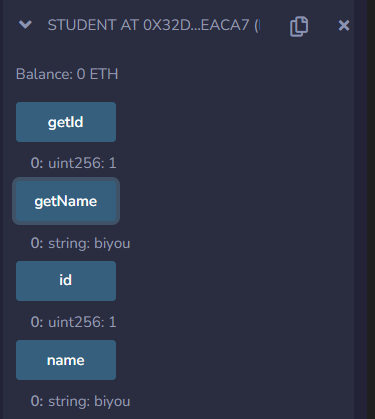 STUDENT AT 0X32D...EACA7 (
Balance: 0 ETH
getId
0: uint256: 1
getName
0: string: biyou
id
0: uint256: 1
name
0: string: biyou